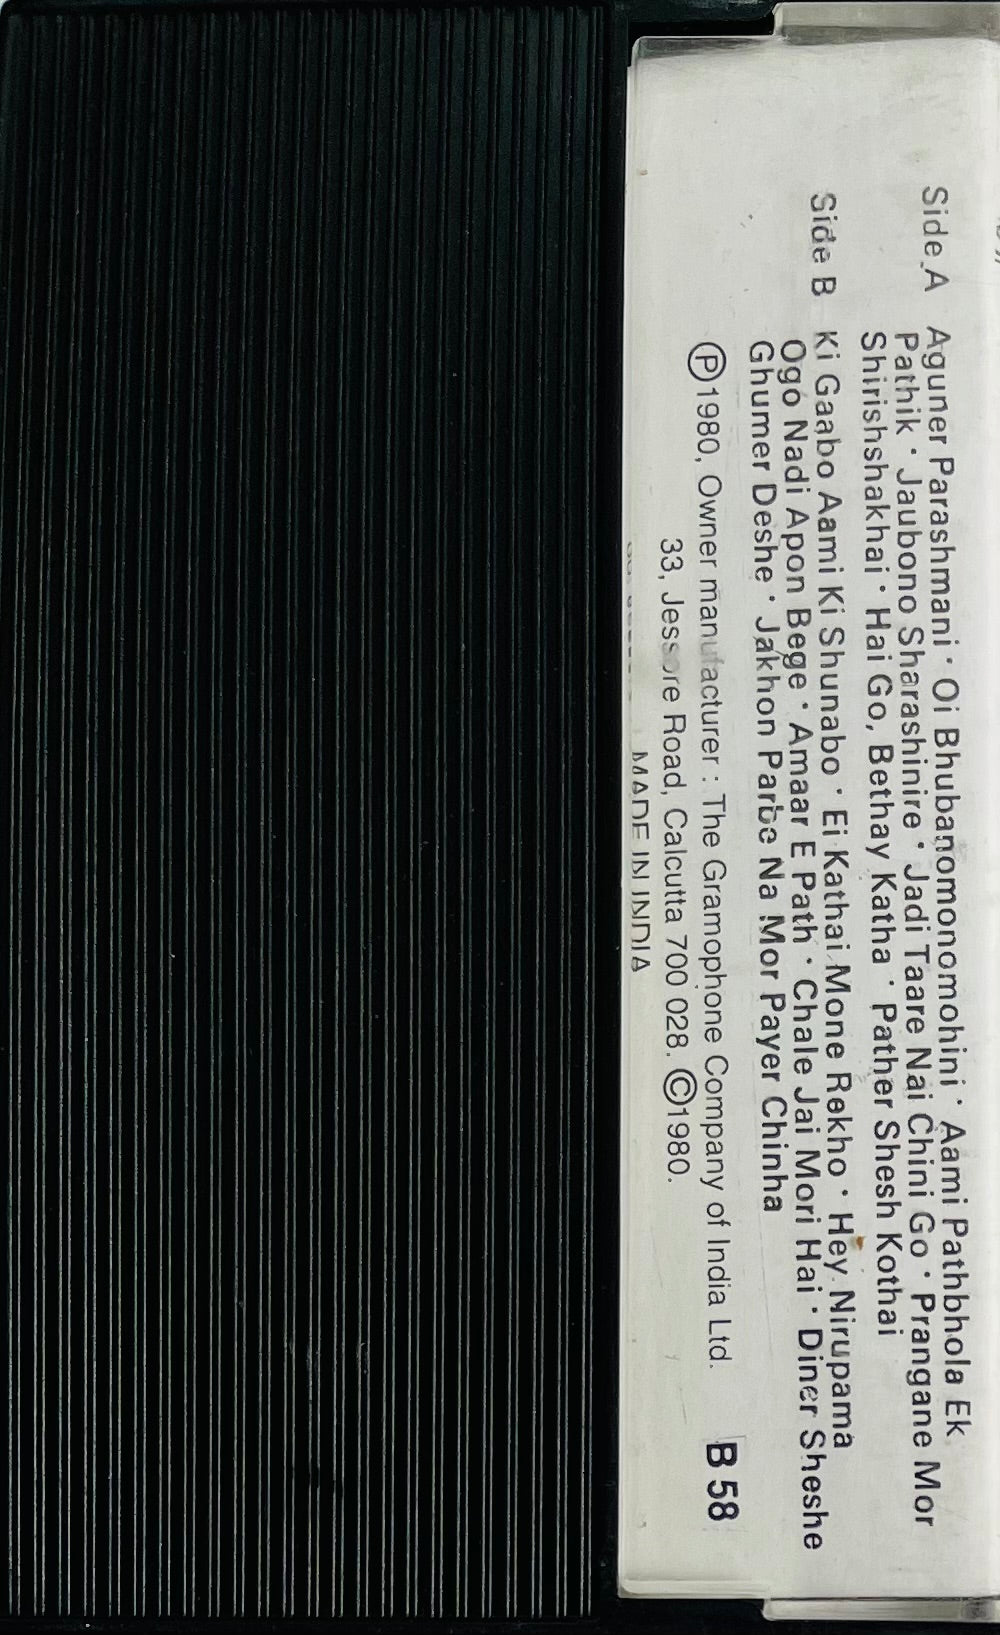 Side A Aguner Parashmani · Oi Bhubanomonomohini · Aami Pathbhola Ek
Pathik · Jaubono Sharashinire · Jadi Taare Nai Chini Go · Prangane Mor
Shirishshakhai · Hai Go, Bethay Katha · Pather Shesh Kothai
Side B Ki Gaabo Aami Ki Shunabo · Ei Kathai Mone Rekho · Hey Nirupama
Ogo Nadi Apon Bege · Amaar E Path · Chale Jai Mori Hai · Diner Sheshe
Ghumer Deshe · Jakhon Parbe Na Mor Payer Chinha
Ⓟ1980, Owner manufacturer : The Gramophone Company of India Ltd. B 58
33, Jessore Road, Calcutta 700 028. ©1980.
MADE IN INDIA